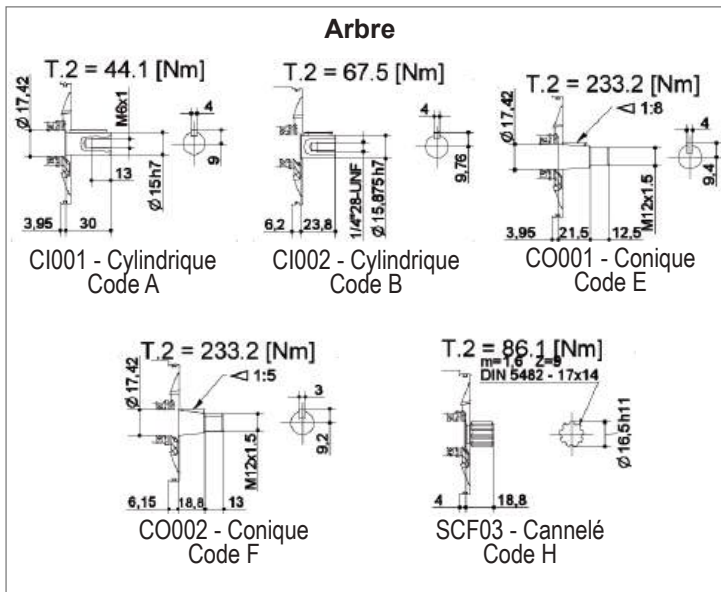 Arbre
T.2 = 44.1 [Nm]
Ø 17,42
M6x1
4
9
13
Ø 15h7
3,95
30
CI001 - Cylindrique
Code A
T.2 = 67.5 [Nm]
4
9,76
1/4"28-UNF
Ø 15,875 h7
6,2
23,8
CI002 - Cylindrique
Code B
T.2 = 233.2 [Nm]
Ø 17,42
1:8
4
9,4
M12x1.5
3,95
21,5
12,5
CO001 - Conique
Code E
T.2 = 233.2 [Nm]
Ø 17,42
1:5
3
9,2
M12x1.5
6,15
18,8
13
CO002 - Conique
Code F
T.2 = 86.1 [Nm]
m=1,6 Z=9
DIN 5482 - 17x14
Ø 16,5h11
4
18,8
SCF03 - Cannelé
Code H